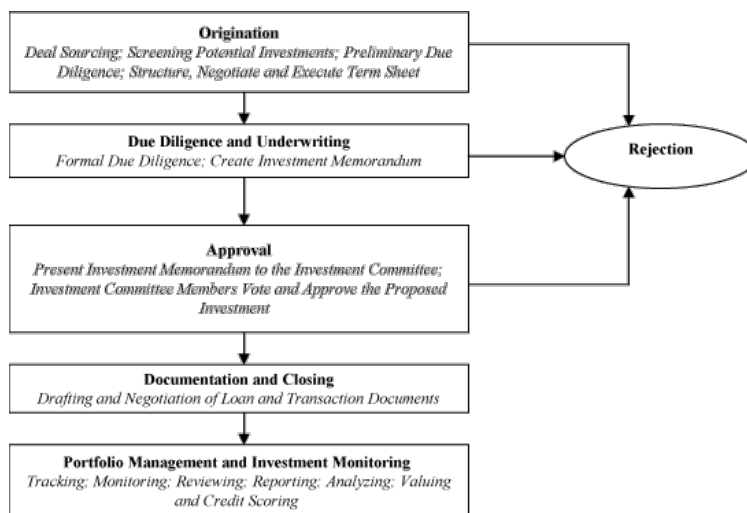 Origination
Deal Sourcing; Screening Potential Investments; Preliminary Due
Diligence; Structure, Negotiate and Execute Term Sheet
Due Diligence and Underwriting
Formal Due Diligence; Create Investment Memorandum
Rejection
Approval
Present Investment Memorandum to the Investment Committee;
Investment Committee Members Vote and Approve the Proposed
Investment
Documentation and Closing
Drafting and Negotiation of Loan and Transaction Documents
Portfolio Management and Investment Monitoring
Tracking; Monitoring; Reviewing; Reporting; Analyzing; Valuing
and Credit Scoring